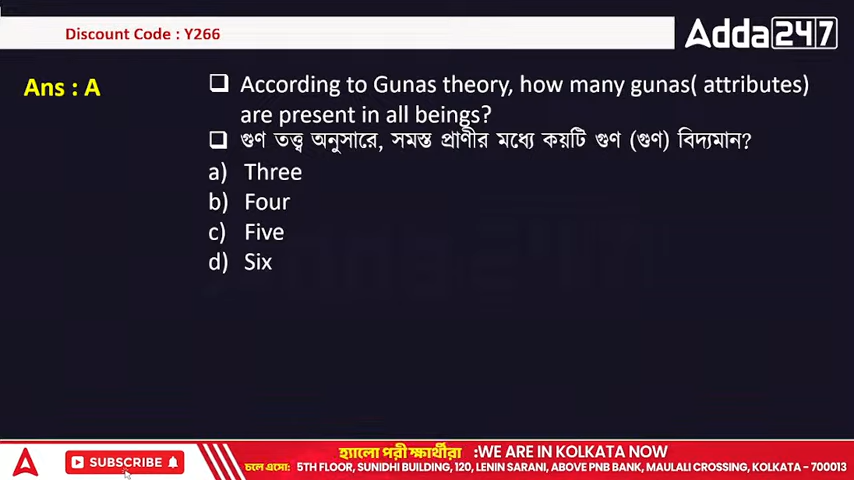 Discount Code : Y266
Adda247
Ans : A
According to Gunas theory, how many gunas( attributes)
are present in all beings?
গুণ তত্ত্ব অনুসারে, সমস্ত প্রাণীর মধ্যে কয়টি গুণ (গুণ) বিদ্যমান?
a) Three
b) Four
c) Five
d) Six
SUBSCRIBE
হ্যালো পরীক্ষার্থীরা :WE ARE IN KOLKATA NOW
চলে এসো: 5TH FLOOR, SUNIDHI BUILDING, 120, LENIN SARANI, ABOVE PNB BANK, MAULALI CROSSING, KOLKATA - 700013